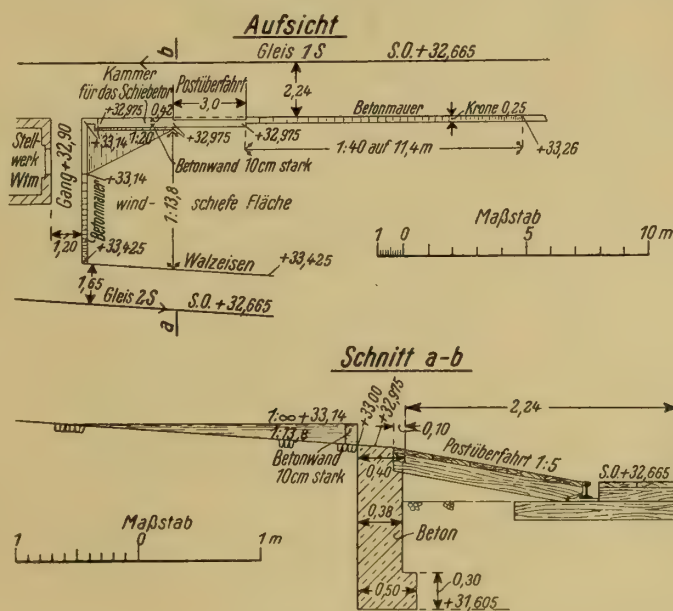 Aufsicht
b
Gleis 1S S.O.+32,665
Kammer
für das Schiebetor
Postüberfahrt
3,0
2,24
+32,975
0,42
Betonmauer
Krone 0,25
Stell-
werk
Wtm
Gang+32,90
+33,14
1:20
+32,975
+32,975
Betonwand 10cm stark
1:40 auf 11,4m
+33,26
Betonmauer
+33,14
wind- schiefe Fläche
1:13,8
1,20
+33,425
Walzeisen
+33,425
1,65
Gleis 2S S.O.+32,665
a
Maßstab
1 0 5 10 m
Schnitt a-b
1:∞ +33,14
1:13,8
Betonwand
10cm stark
+33,00
+32,975
2,24
0,10
0,40
Postüberfahrt 1:5
S.O.+32,665
0,38
Beton
0,50
0,30
+31,605
Maßstab
1 0 1 m